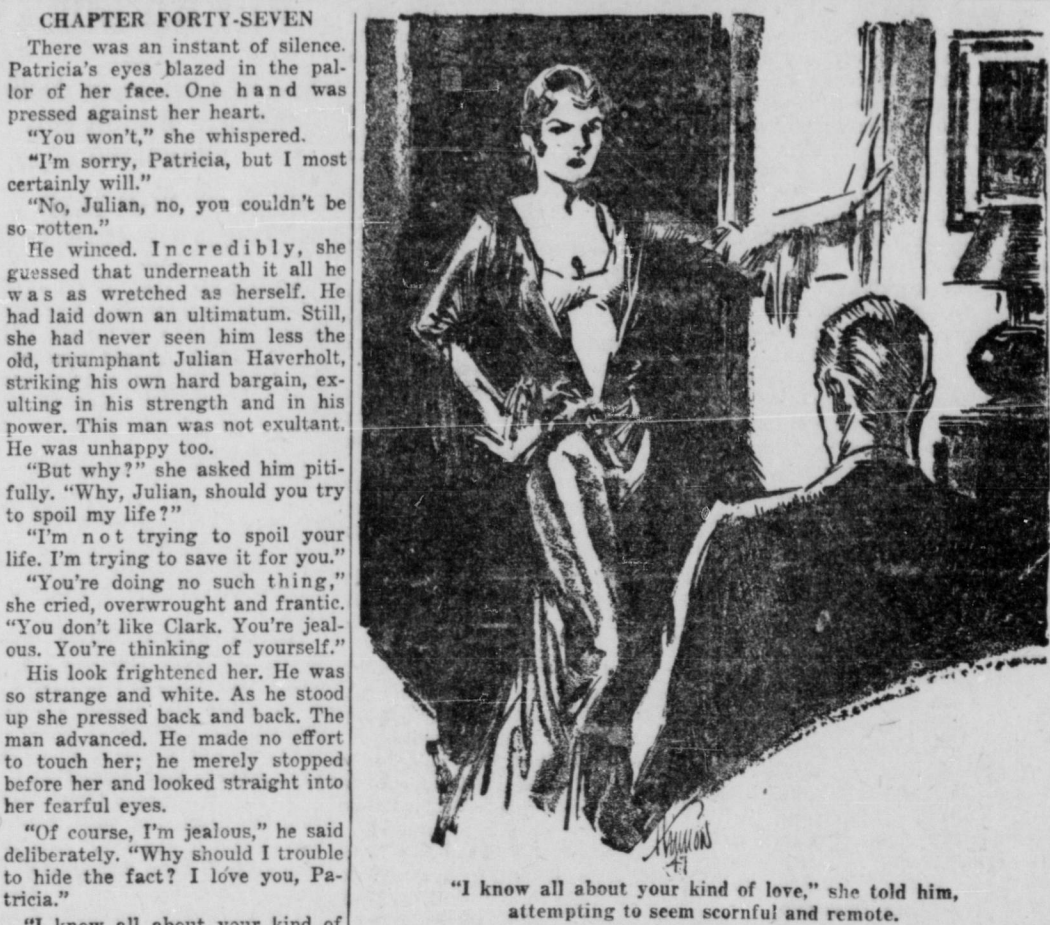 CHAPTER FORTY-SEVEN
There was an instant of silence.
Patricia's eyes blazed in the pal-
lor of her face. One hand was
pressed against her heart.
"You won't," she whispered.
"I'm sorry, Patricia, but I most
certainly will."
"No, Julian, no, you couldn't be
so rotten."
He winced. Incredibly, she
guessed that underneath it all he
was as wretched as herself. He
had laid down an ultimatum. Still,
she had never seen him less the
old, triumphant Julian Haverholt,
striking his own hard bargain, ex-
ulting in his strength and in his
power. This man was not exultant.
He was unhappy too.
"But why?" she asked him piti-
fully. "Why, Julian, should you try
to spoil my life?"
"I'm not trying to spoil your
life. I'm trying to save it for you."
"You're doing no such thing,"
she cried, overwrought and frantic.
"You don't like Clark. You're jeal-
ous. You're thinking of yourself."
His look frightened her. He was
so strange and white. As he stood
up she pressed back and back. The
man advanced. He made no effort
to touch her; he merely stopped
before her and looked straight into
her fearful eyes.
"Of course, I'm jealous," he said
deliberately. "Why should I trouble
to hide the fact? I love you, Pa-
tricia."
"I know all about your kind of
47
"I know all about your kind of love," she told him,
attempting to seem scornful and remote.